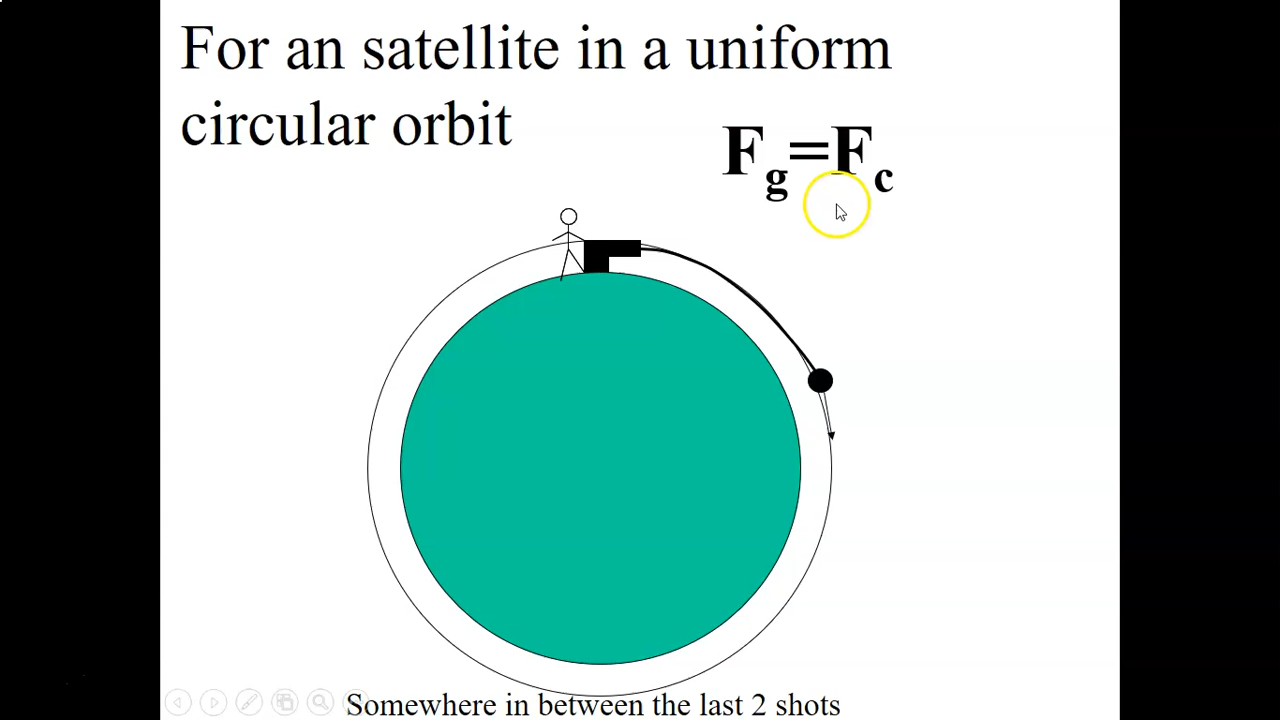 For an satellite in a uniform
circular orbit
Fg=Fc
Somewhere in between the last 2 shots